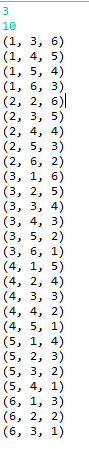 3
10
(1, 3, 6)
(1, 4, 5)
(1, 5, 4)
(1, 6, 3)
(2, 2, 6)
(2, 3, 5)
(2, 4, 4)
(2, 5, 3)
(2, 6, 2)
(3, 1, 6)
(3, 2, 5)
(3, 3, 4)
(3, 4, 3)
(3, 5, 2)
(3, 6, 1)
(4, 1, 5)
(4, 2, 4)
(4, 3, 3)
(4, 4, 2)
(4, 5, 1)
(5, 1, 4)
(5, 2, 3)
(5, 3, 2)
(5, 4, 1)
(6, 1, 3)
(6, 2, 2)
(6, 3, 1)